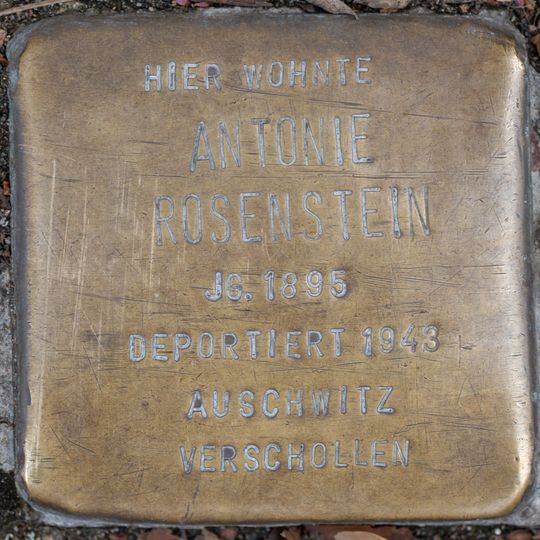 HIER WOHNTE
ANTONIE
ROSENSTEIN
JG. 1895
DEPORTIERT 1943
AUSCHWITZ
VERSCHOLLEN